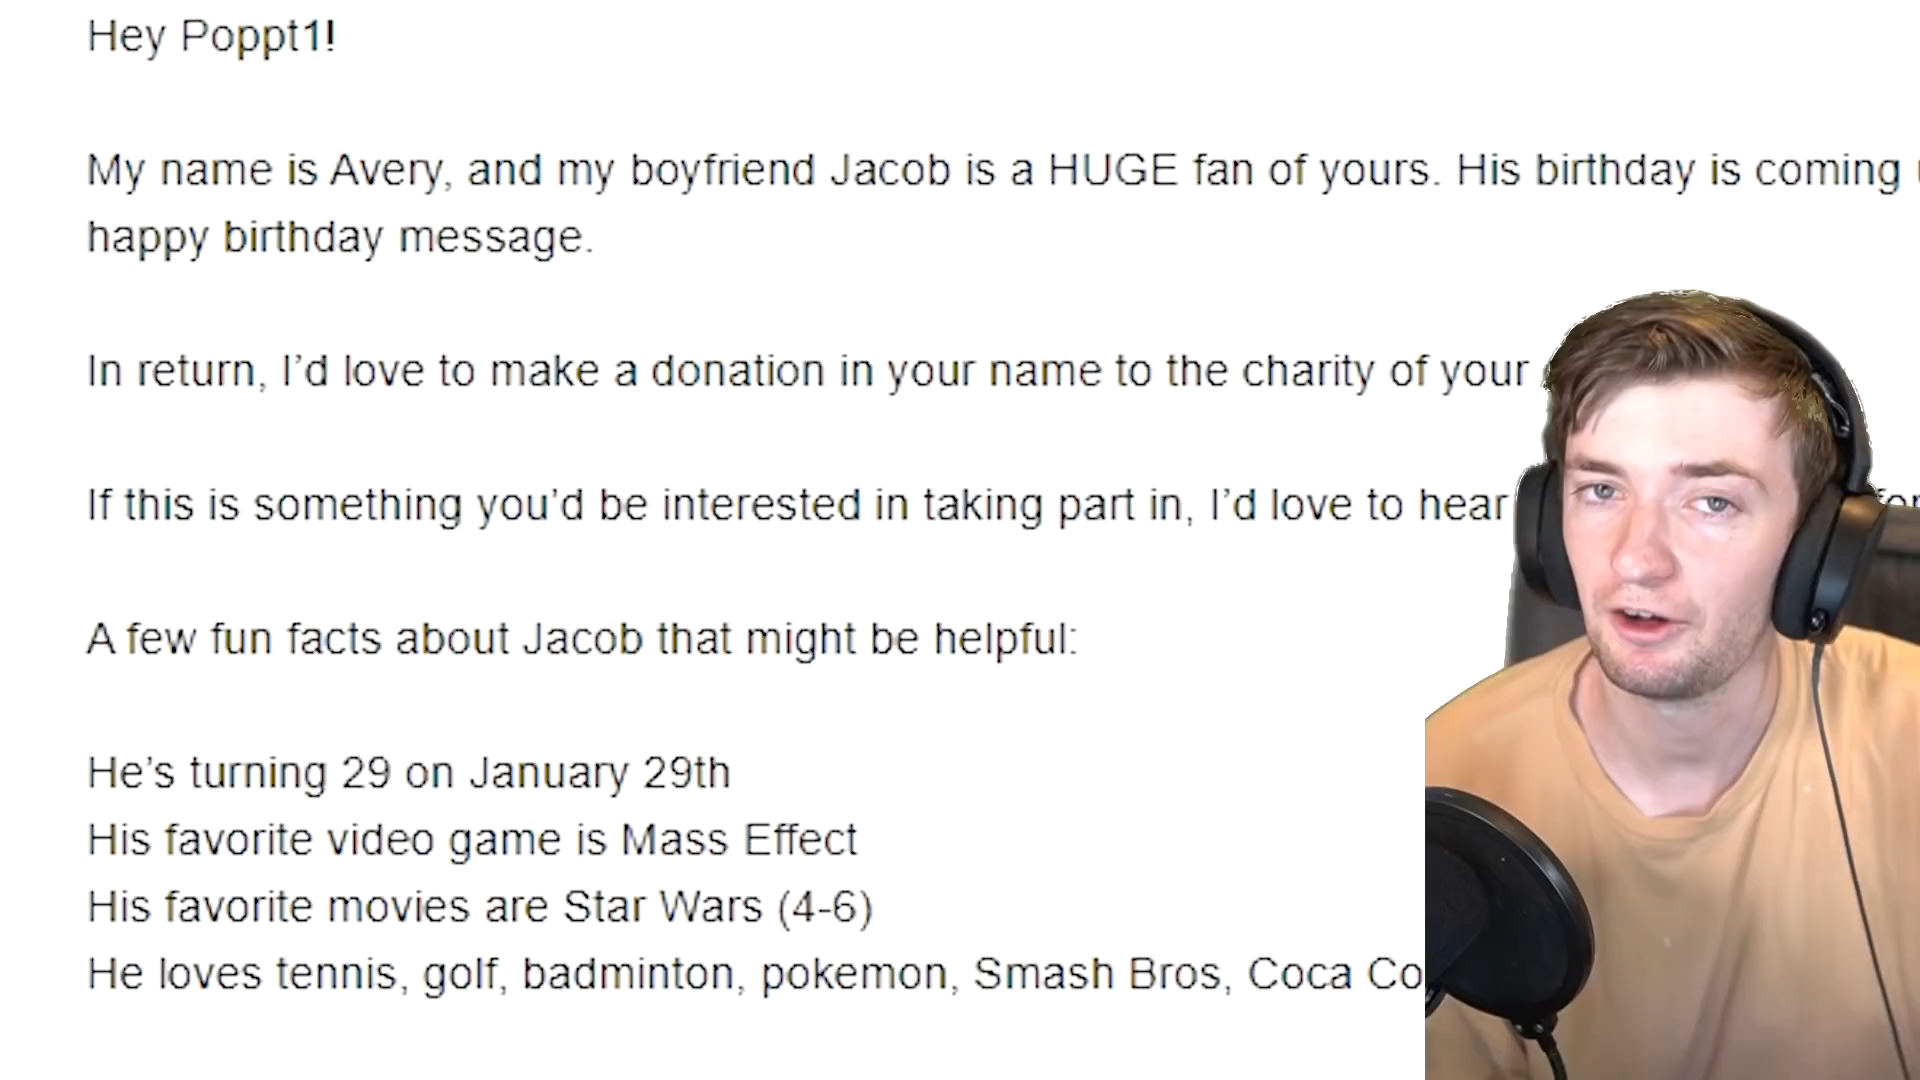 Hey Poppt1!
My name is Avery, and my boyfriend Jacob is a HUGE fan of yours. His birthday is coming
happy birthday message.
In return, I’d love to make a donation in your name to the charity of your
If this is something you’d be interested in taking part in, I’d love to hear
A few fun facts about Jacob that might be helpful:
He’s turning 29 on January 29th
His favorite video game is Mass Effect
His favorite movies are Star Wars (4-6)
He loves tennis, golf, badminton, pokemon, Smash Bros, Coca Co